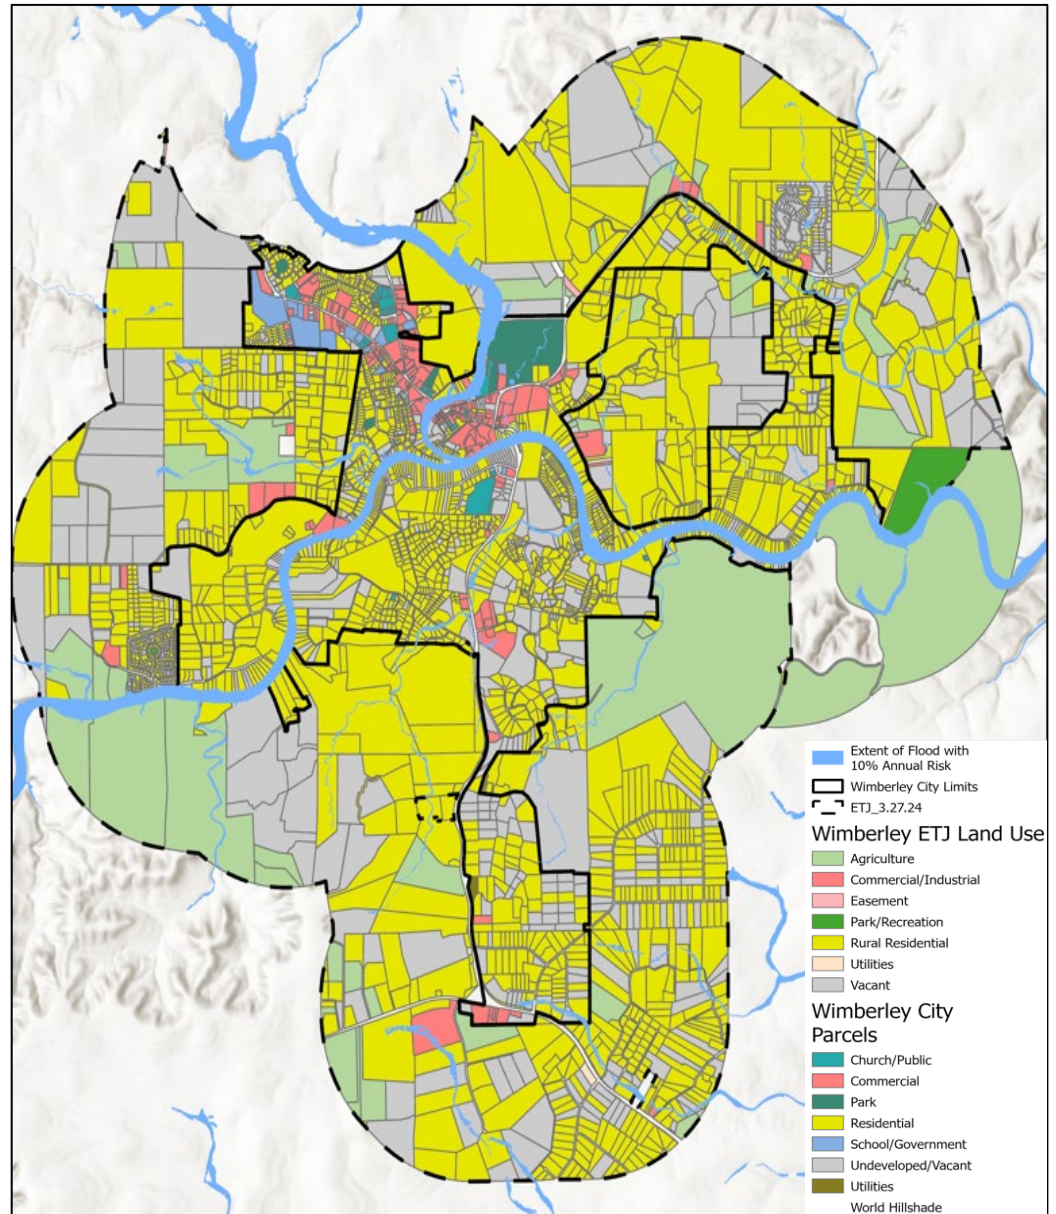 Extent of Flood with
10% Annual Risk
Wimberley City Limits
ETJ_3.27.24
Wimberley ETJ Land Use
Agriculture
Commercial/Industrial
Easement
Park/Recreation
Rural Residential
Utilities
Vacant
Wimberley City
Parcels
Church/Public
Commercial
Park
Residential
School/Government
Undeveloped/Vacant
Utilities
World Hillshade